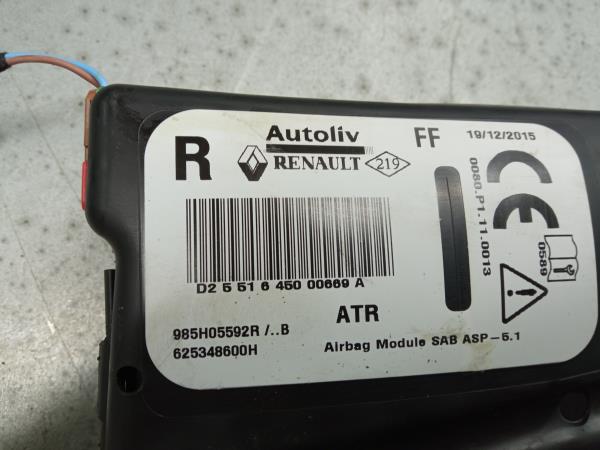 R
Autoliv
RENAULT 219
FF
19/12/2015
0080.P1.11.0013
CE
0589
D2 5 51 6 450 00669 A
985H05592R /..B
625348600H
ATR
Airbag Module SAB ASP-5.1